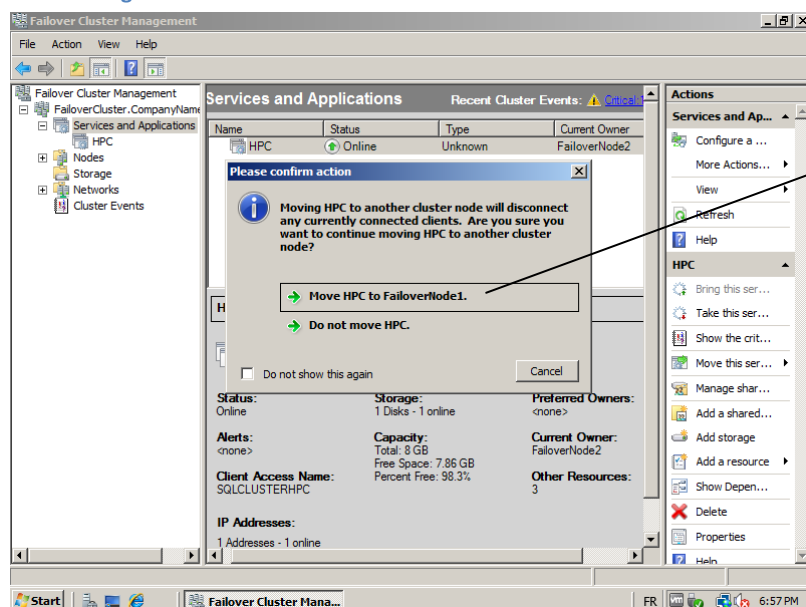 Failover Cluster Management
File Action View Help
Failover Cluster Management
FailoverCluster.CompanyName
Services and Applications
HPC
Nodes
Storage
Networks
Cluster Events
Services and Applications Recent Cluster Events: Critical:
Name Status Type Current Owner
HPC Online Unknown FailoverNode2
Please confirm action
Moving HPC to another cluster node will disconnect
any currently connected clients. Are you sure you
want to continue moving HPC to another cluster
node?
Move HPC to FailoverNode1.
Do not move HPC.
Do not show this again
Cancel
H
Status: Storage: Preferred Owners:
Online 1 Disks - 1 online <none>
Alerts: Capacity: Current Owner:
<none> Total: 8 GB FailoverNode2
Free Space: 7.86 GB
Client Access Name: Percent Free: 98.3% Other Resources:
SQLCLUSTERHPC 3
IP Addresses:
1 Addresses - 1 online
Actions
Services and Ap...
Configure a ...
More Actions...
View
Refresh
Help
HPC
Bring this ser...
Take this ser...
Show the crit...
Move this ser...
Manage shar...
Add a shared...
Add storage
Add a resource
Show Depen...
Delete
Properties
Help
Start Failover Cluster Mana... FR 6:57 PM